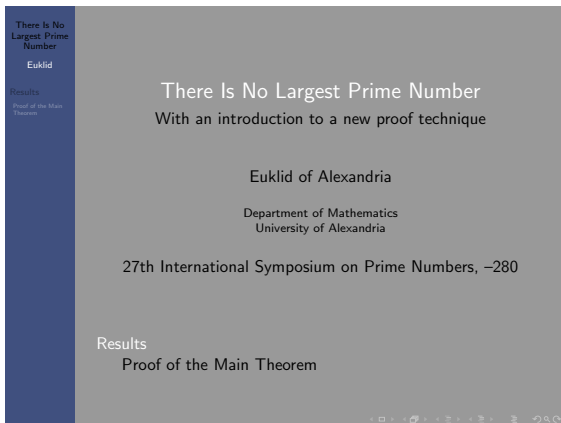 There Is No
Largest Prime
Number
Euklid
Results
Proof of the Main
Theorem
There Is No Largest Prime Number
With an introduction to a new proof technique
Euklid of Alexandria
Department of Mathematics
University of Alexandria
27th International Symposium on Prime Numbers, –280
Results
Proof of the Main Theorem